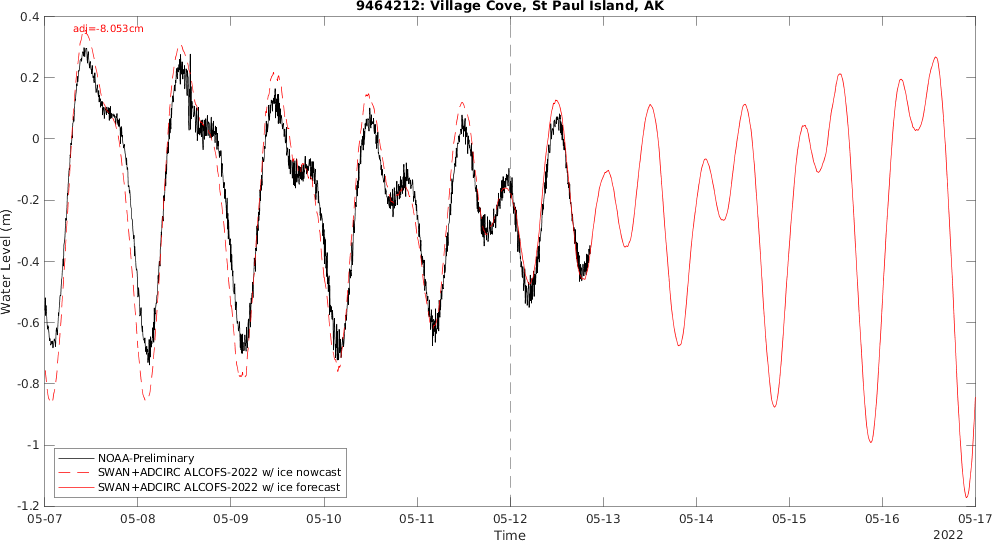 9464212: Village Cove, St Paul Island, AK
adj=-8.053cm
0.4
0.2
0
-0.2
-0.4
-0.6
-0.8
-1
-1.2
Water Level (m)
NOAA-Preliminary
SWAN+ADCIRC ALCOFS-2022 w/ ice nowcast
SWAN+ADCIRC ALCOFS-2022 w/ ice forecast
05-07 05-08 05-09 05-10 05-11 05-12 05-13 05-14 05-15 05-16 05-17
Time
2022